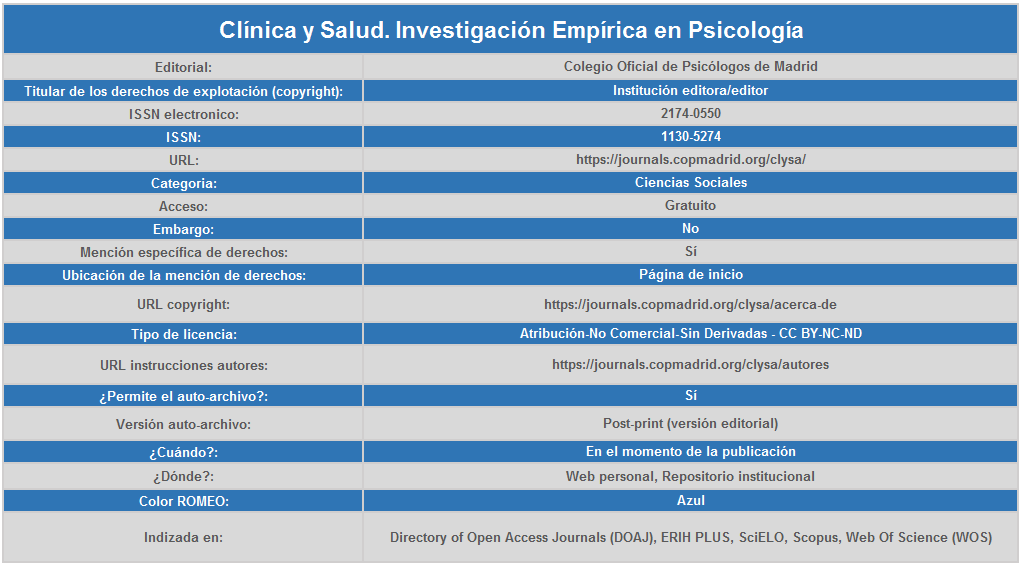 Clínica y Salud. Investigación Empírica en Psicología
Editorial: Colegio Oficial de Psicólogos de Madrid
Titular de los derechos de explotación (copyright): Institución editora/editor
ISSN electronico: 2174-0550
ISSN: 1130-5274
URL: https://journals.copmadrid.org/clysa/
Categoria: Ciencias Sociales
Acceso: Gratuito
Embargo: No
Mención específica de derechos: Sí
Ubicación de la mención de derechos: Página de inicio
URL copyright: https://journals.copmadrid.org/clysa/acerca-de
Tipo de licencia: Atribución-No Comercial-Sin Derivadas - CC BY-NC-ND
URL instrucciones autores: https://journals.copmadrid.org/clysa/autores
¿Permite el auto-archivo?: Sí
Versión auto-archivo: Post-print (versión editorial)
¿Cuándo?: En el momento de la publicación
¿Dónde?: Web personal, Repositorio institucional
Color ROMEO: Azul
Indizada en: Directory of Open Access Journals (DOAJ), ERIH PLUS, SciELO, Scopus, Web Of Science (WOS)